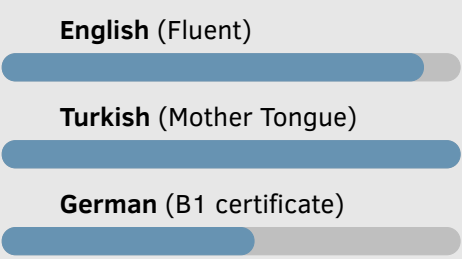 English (Fluent)
Turkish (Mother Tongue)
German (B1 certificate)